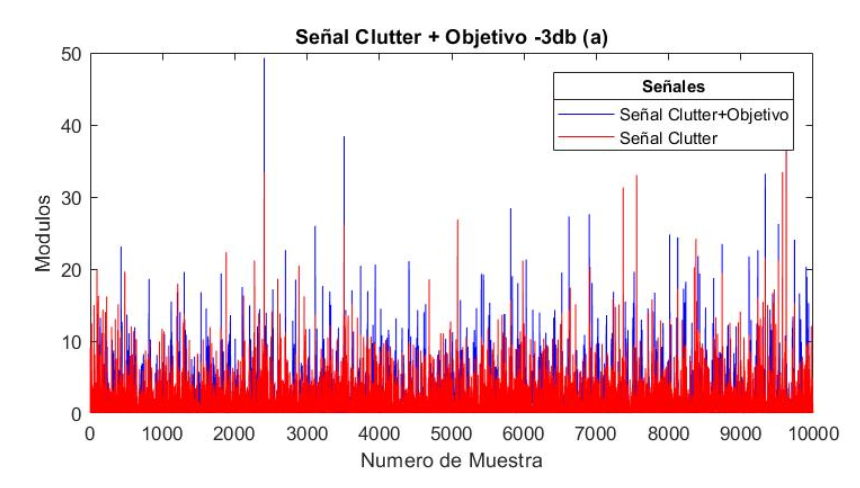 Señal Clutter + Objetivo -3db (a)
50
40
30
20
10
0
Modulos
Señales
Señal Clutter+Objetivo
Señal Clutter
0 1000 2000 3000 4000 5000 6000 7000 8000 9000 10000
Numero de Muestra